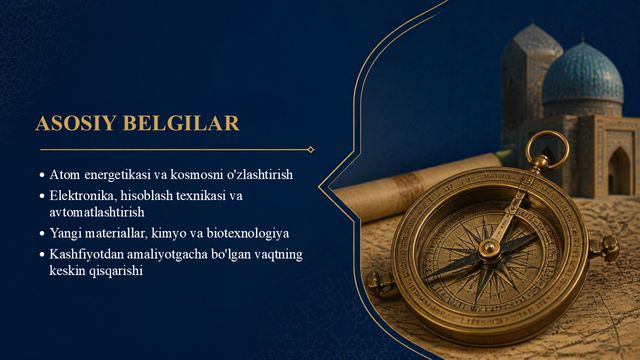 ASOSIY BELGILAR
• Atom energetikasi va kosmosni o'zlashtirish
• Elektronika, hisoblash texnikasi va
avtomatlashtirish
• Yangi materiallar, kimyo va biotexnologiya
• Kashfiyotdan amaliyotgacha bo'lgan vaqtning
keskin qisqarishi